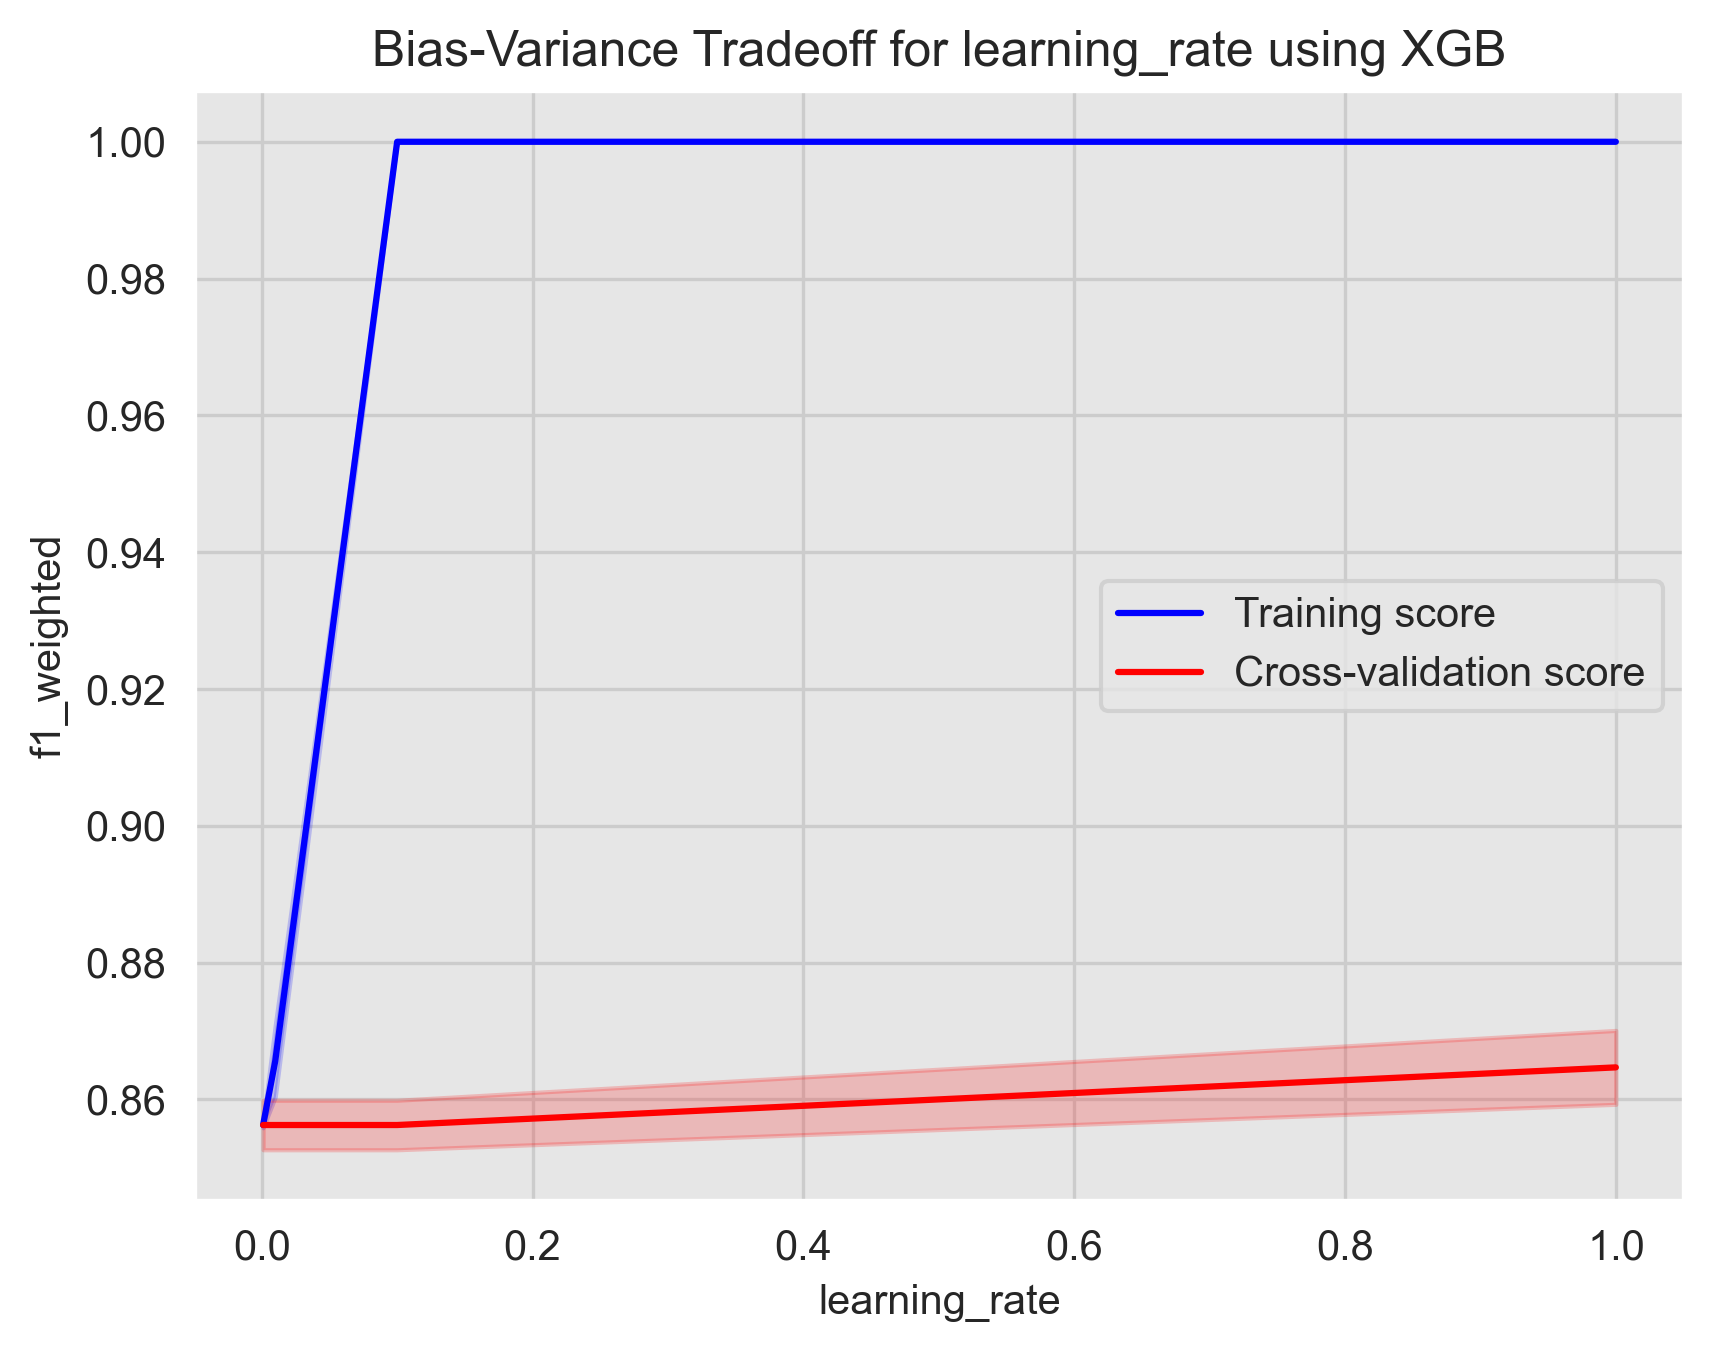 Bias-Variance Tradeoff for learning_rate using XGB
1.00
0.98
0.96
0.94
0.92
0.90
0.88
0.86
f1_weighted
Training score
Cross-validation score
0.0 0.2 0.4 0.6 0.8 1.0
learning_rate